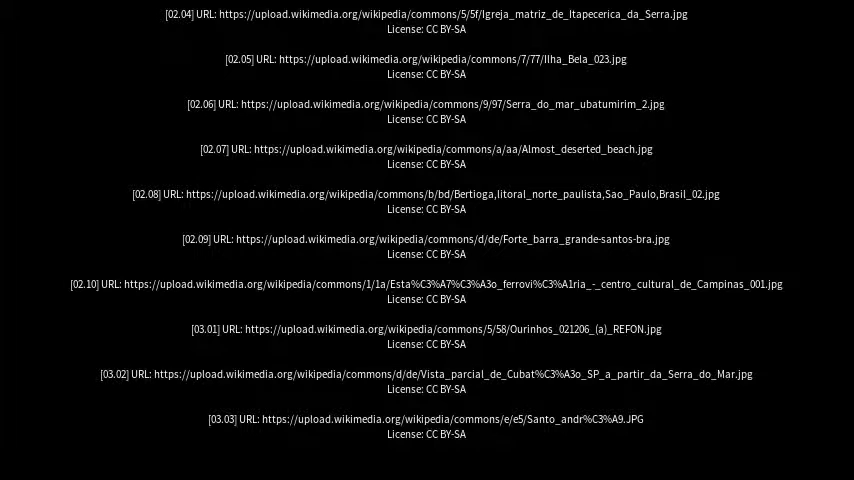 [02.04] URL: https://upload.wikimedia.org/wikipedia/commons/5/5f/Igreja_matriz_de_Itapecerica_da_Serra.jpg
License: CC BY-SA
[02.05] URL: https://upload.wikimedia.org/wikipedia/commons/7/77/Ilha_Bela_023.jpg
License: CC BY-SA
[02.06] URL: https://upload.wikimedia.org/wikipedia/commons/9/97/Serra_do_mar_ubatumirim_2.jpg
License: CC BY-SA
[02.07] URL: https://upload.wikimedia.org/wikipedia/commons/a/aa/Almost_deserted_beach.jpg
License: CC BY-SA
[02.08] URL: https://upload.wikimedia.org/wikipedia/commons/b/bd/Bertioga,litoral_norte_paulista,Sao_Paulo,Brasil_02.jpg
License: CC BY-SA
[02.09] URL: https://upload.wikimedia.org/wikipedia/commons/d/de/Forte_barra_grande-santos-bra.jpg
License: CC BY-SA
[02.10] URL: https://upload.wikimedia.org/wikipedia/commons/1/1a/Esta%C3%A7%C3%A3o_ferrovi%C3%A1ria_-_centro_cultural_de_Campinas_001.jpg
License: CC BY-SA
[03.01] URL: https://upload.wikimedia.org/wikipedia/commons/5/58/Ourinhos_021206_(a)_REFON.jpg
License: CC BY-SA
[03.02] URL: https://upload.wikimedia.org/wikipedia/commons/d/de/Vista_parcial_de_Cubat%C3%A3o_SP_a_partir_da_Serra_do_Mar.jpg
License: CC BY-SA
[03.03] URL: https://upload.wikimedia.org/wikipedia/commons/e/e5/Santo_andr%C3%A9.JPG
License: CC BY-SA